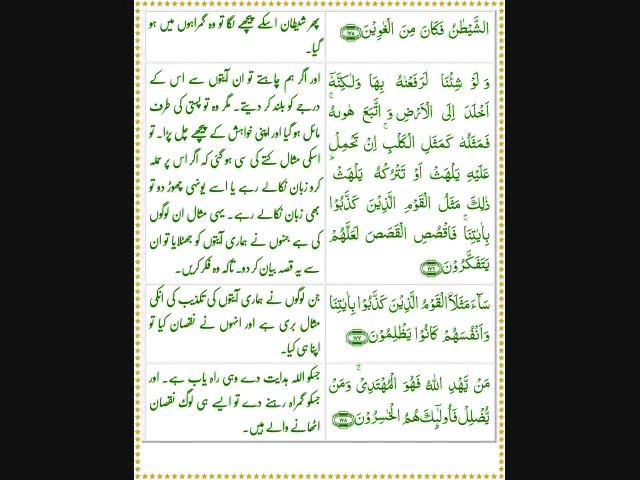 الشَّيْطٰنُ فَكَانَ مِنَ الْغٰوِيْنَ ﴿۱۷۵﴾
پھر شیطان اسکے پیچھے لگا تو وہ گمراہوں میں ہو
گیا۔
وَ لَوْ شِئْنَا لَرَفَعْنٰهُ بِهَا وَلٰكِنَّهٗۤ
اَخْلَدَ اِلَى الْاَرْضِ وَ اتَّبَعَ هَوٰىهُ ۚ
فَمَثَلُهٗ كَمَثَلِ الْكَلْبِ ۚ اِنْ تَحْمِلْ
عَلَيْهِ يَلْهَثْ اَوْ تَتْرُكْهُ يَلْهَثْ ؕ
ذٰلِكَ مَثَلُ الْقَوْمِ الَّذِيْنَ كَذَّبُوْا
بِاٰيٰتِنَا ۚ فَاقْصُصِ الْقَصَصَ لَعَلَّهُمْ
يَتَفَكَّرُوْنَ ﴿۱۷۶﴾
اور اگر ہم چاہتے تو ان آیتوں سے اس کے
درجے کو بلند کر دیتے۔ مگر وہ تو پستی کی طرف
مائل ہو گیا اور اپنی خواہش کے پیچھے چل پڑا۔ تو
اسکی مثال کتے کی سی ہو گئی کہ اگر اس پر حملہ
کرو زبان نکالے رہے یا اسے یونہی چھوڑ دو تو
بھی زبان نکالے رہے۔ یہی مثال ان لوگوں
کی ہے جنہوں نے ہماری آیتوں کو جھٹلایا تو ان
سے یہ قصہ بیان کر دو۔ تاکہ وہ فکر کریں۔
سَآءَ مَثَلًا اۨلْقَوْمُ الَّذِيْنَ كَذَّبُوْا بِاٰيٰتِنَا
وَ اَنْفُسَهُمْ كَانُوْا يَظْلِمُوْنَ ﴿۱۷۷﴾
جن لوگوں نے ہماری آیتوں کی تکذیب کی انکی
مثال بری ہے اور انہوں نے نقصان کیا تو
اپنا ہی کیا۔
مَنْ يَّهْدِ اللّٰهُ فَهُوَ الْمُهْتَدِيْ ۚ وَمَنْ
يُّضْلِلْ فَاُولٰٓئِكَ هُمُ الْخٰسِرُوْنَ ﴿۱۷۸﴾
جسکو اللہ ہدایت دے وہی راہ یاب ہے۔ اور
جسکو گمراہ رہنے دے تو ایسے ہی لوگ نقصان
اٹھانے والے ہیں۔